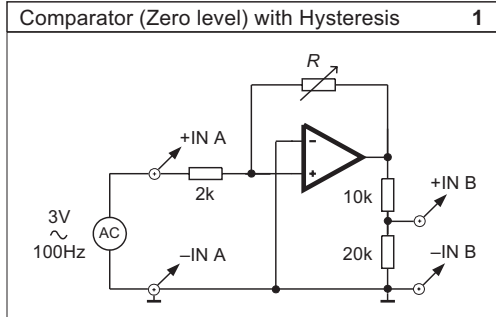 Comparator (Zero level) with Hysteresis 1
R
+IN A
2k
3V
~
100Hz
AC
–IN A
-
+
10k
+IN B
20k
–IN B